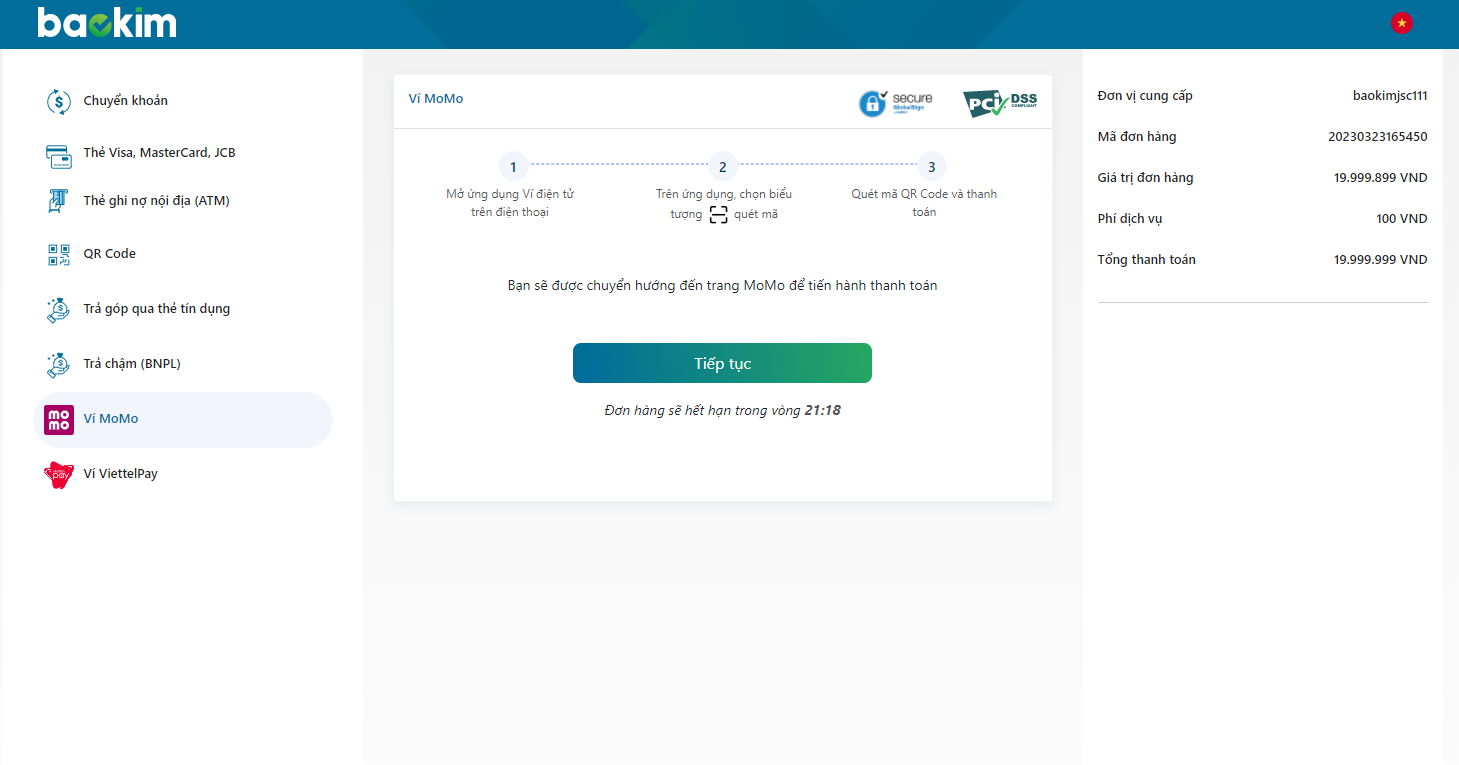 baokim
Chuyển khoản
Thẻ Visa, MasterCard, JCB
Thẻ ghi nợ nội địa (ATM)
QR Code
Trả góp qua thẻ tín dụng
Trả chậm (BNPL)
mo
mo
Ví MoMo
pay
Ví ViettelPay
Ví MoMo
secure
GlobalSign
PCI DSS
COMPLIANT
1
2
3
Mở ứng dụng Ví điện tử
trên điện thoại
Trên ứng dụng, chọn biểu
tượng quét mã
Quét mã QR Code và thanh
toán
Bạn sẽ được chuyển hướng đến trang MoMo để tiến hành thanh toán
Tiếp tục
Đơn hàng sẽ hết hạn trong vòng 21:18
Đơn vị cung cấp baokimjsc111
Mã đơn hàng 20230323165450
Giá trị đơn hàng 19.999.899 VND
Phí dịch vụ 100 VND
Tổng thanh toán 19.999.999 VND